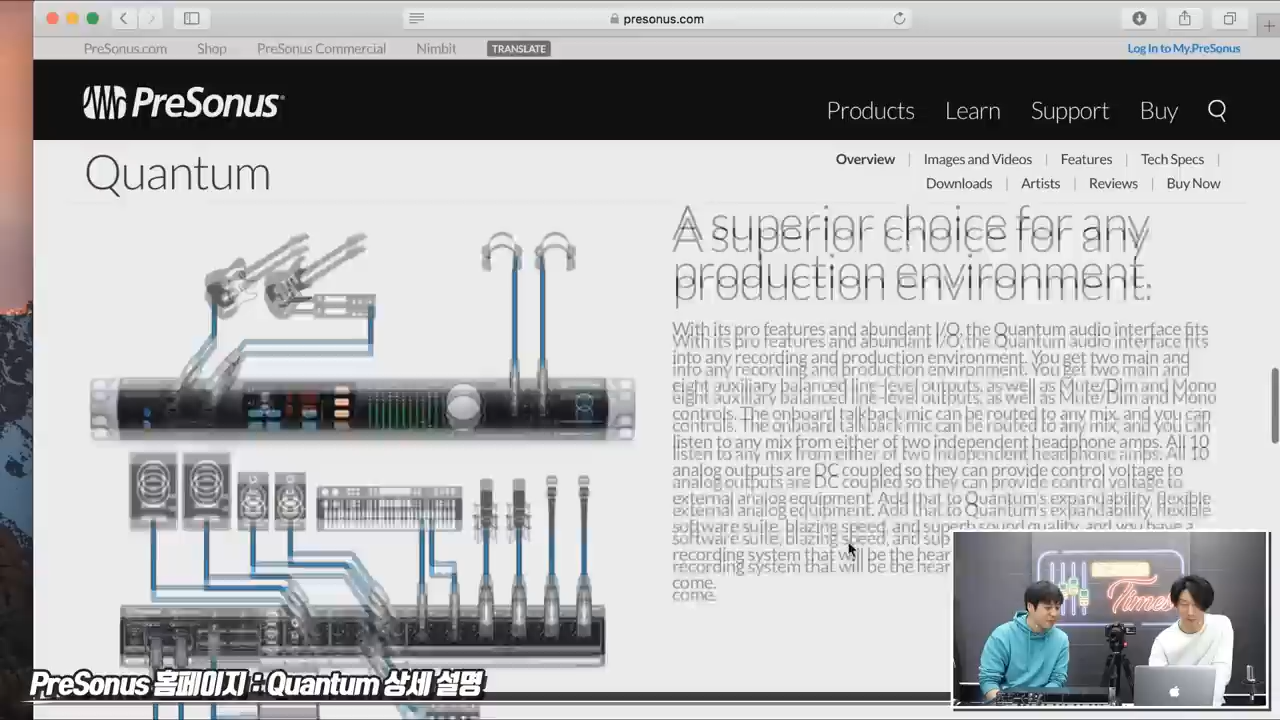 presonus.com
PreSonus.com Shop PreSonus Commercial Nimbit TRANSLATE Log In to My.PreSonus
PreSonus
Products Learn Support Buy
Quantum
Overview | Images and Videos | Features | Tech Specs |
Downloads | Artists | Reviews | Buy Now
A superior choice for any
production environment.
With its pro features and abundant I/O, the Quantum audio interface fits
into any recording and production environment. You get two main and
eight auxiliary balanced line-level outputs, as well as Mute/Dim and Mono
controls. The onboard talkback mic can be routed to any mix, and you can
listen to any mix from either of two independent headphone amps. All 10
analog outputs are DC coupled so they can provide control voltage to
external analog equipment. Add that to Quantum's expandability, flexible
software suite, blazing speed, and superb sound quality, and you have a
recording system that will be the hear
come.
Times
PreSonus 홈페이지 : Quantum 상세 설명